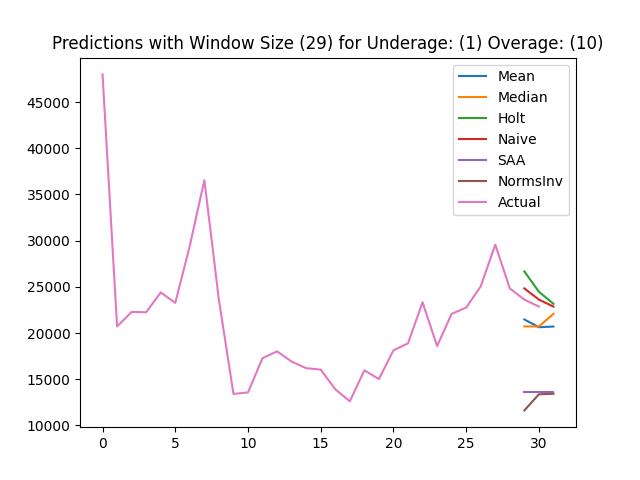 Predictions with Window Size (29) for Underage: (1) Overage: (10)
Mean
Median
Holt
Naive
SAA
NormsInv
Actual
45000
40000
35000
30000
25000
20000
15000
10000
0 5 10 15 20 25 30